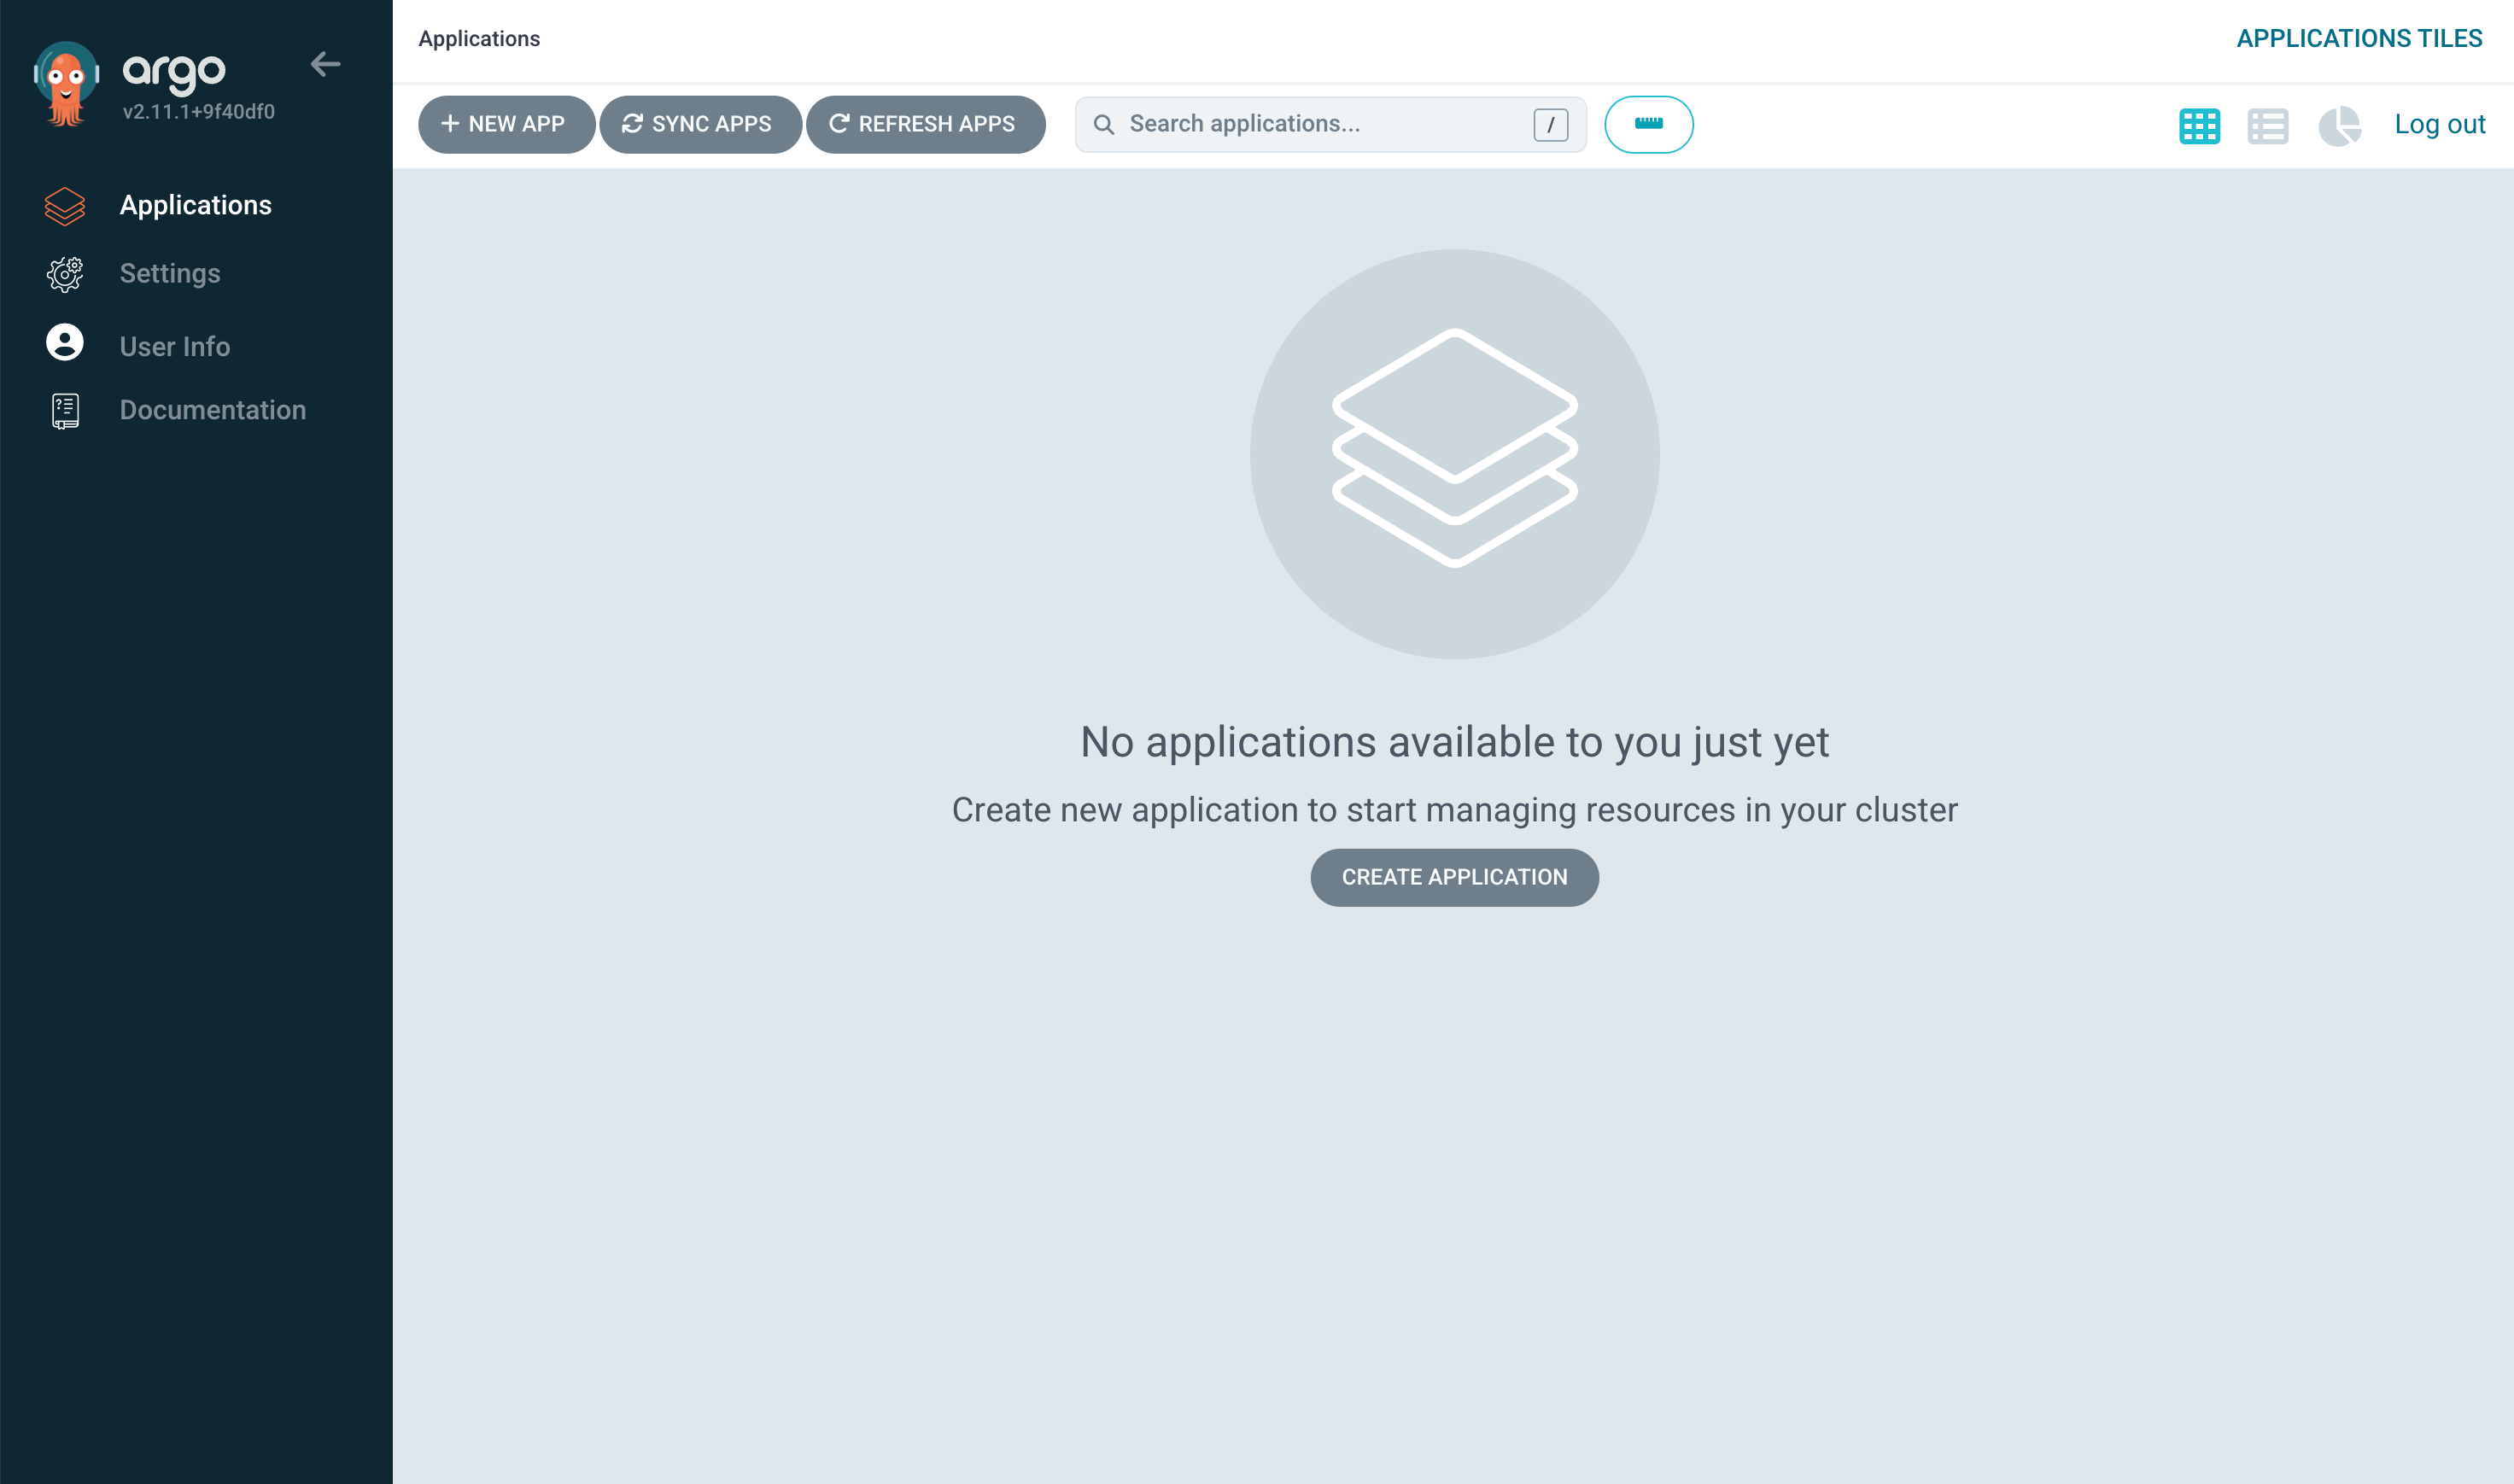 argo
v2.11.1+9f40df0
Applications
Settings
User Info
Documentation
Applications
APPLICATIONS TILES
NEW APP
SYNC APPS
REFRESH APPS
Search applications...
/
Log out
No applications available to you just yet
Create new application to start managing resources in your cluster
CREATE APPLICATION